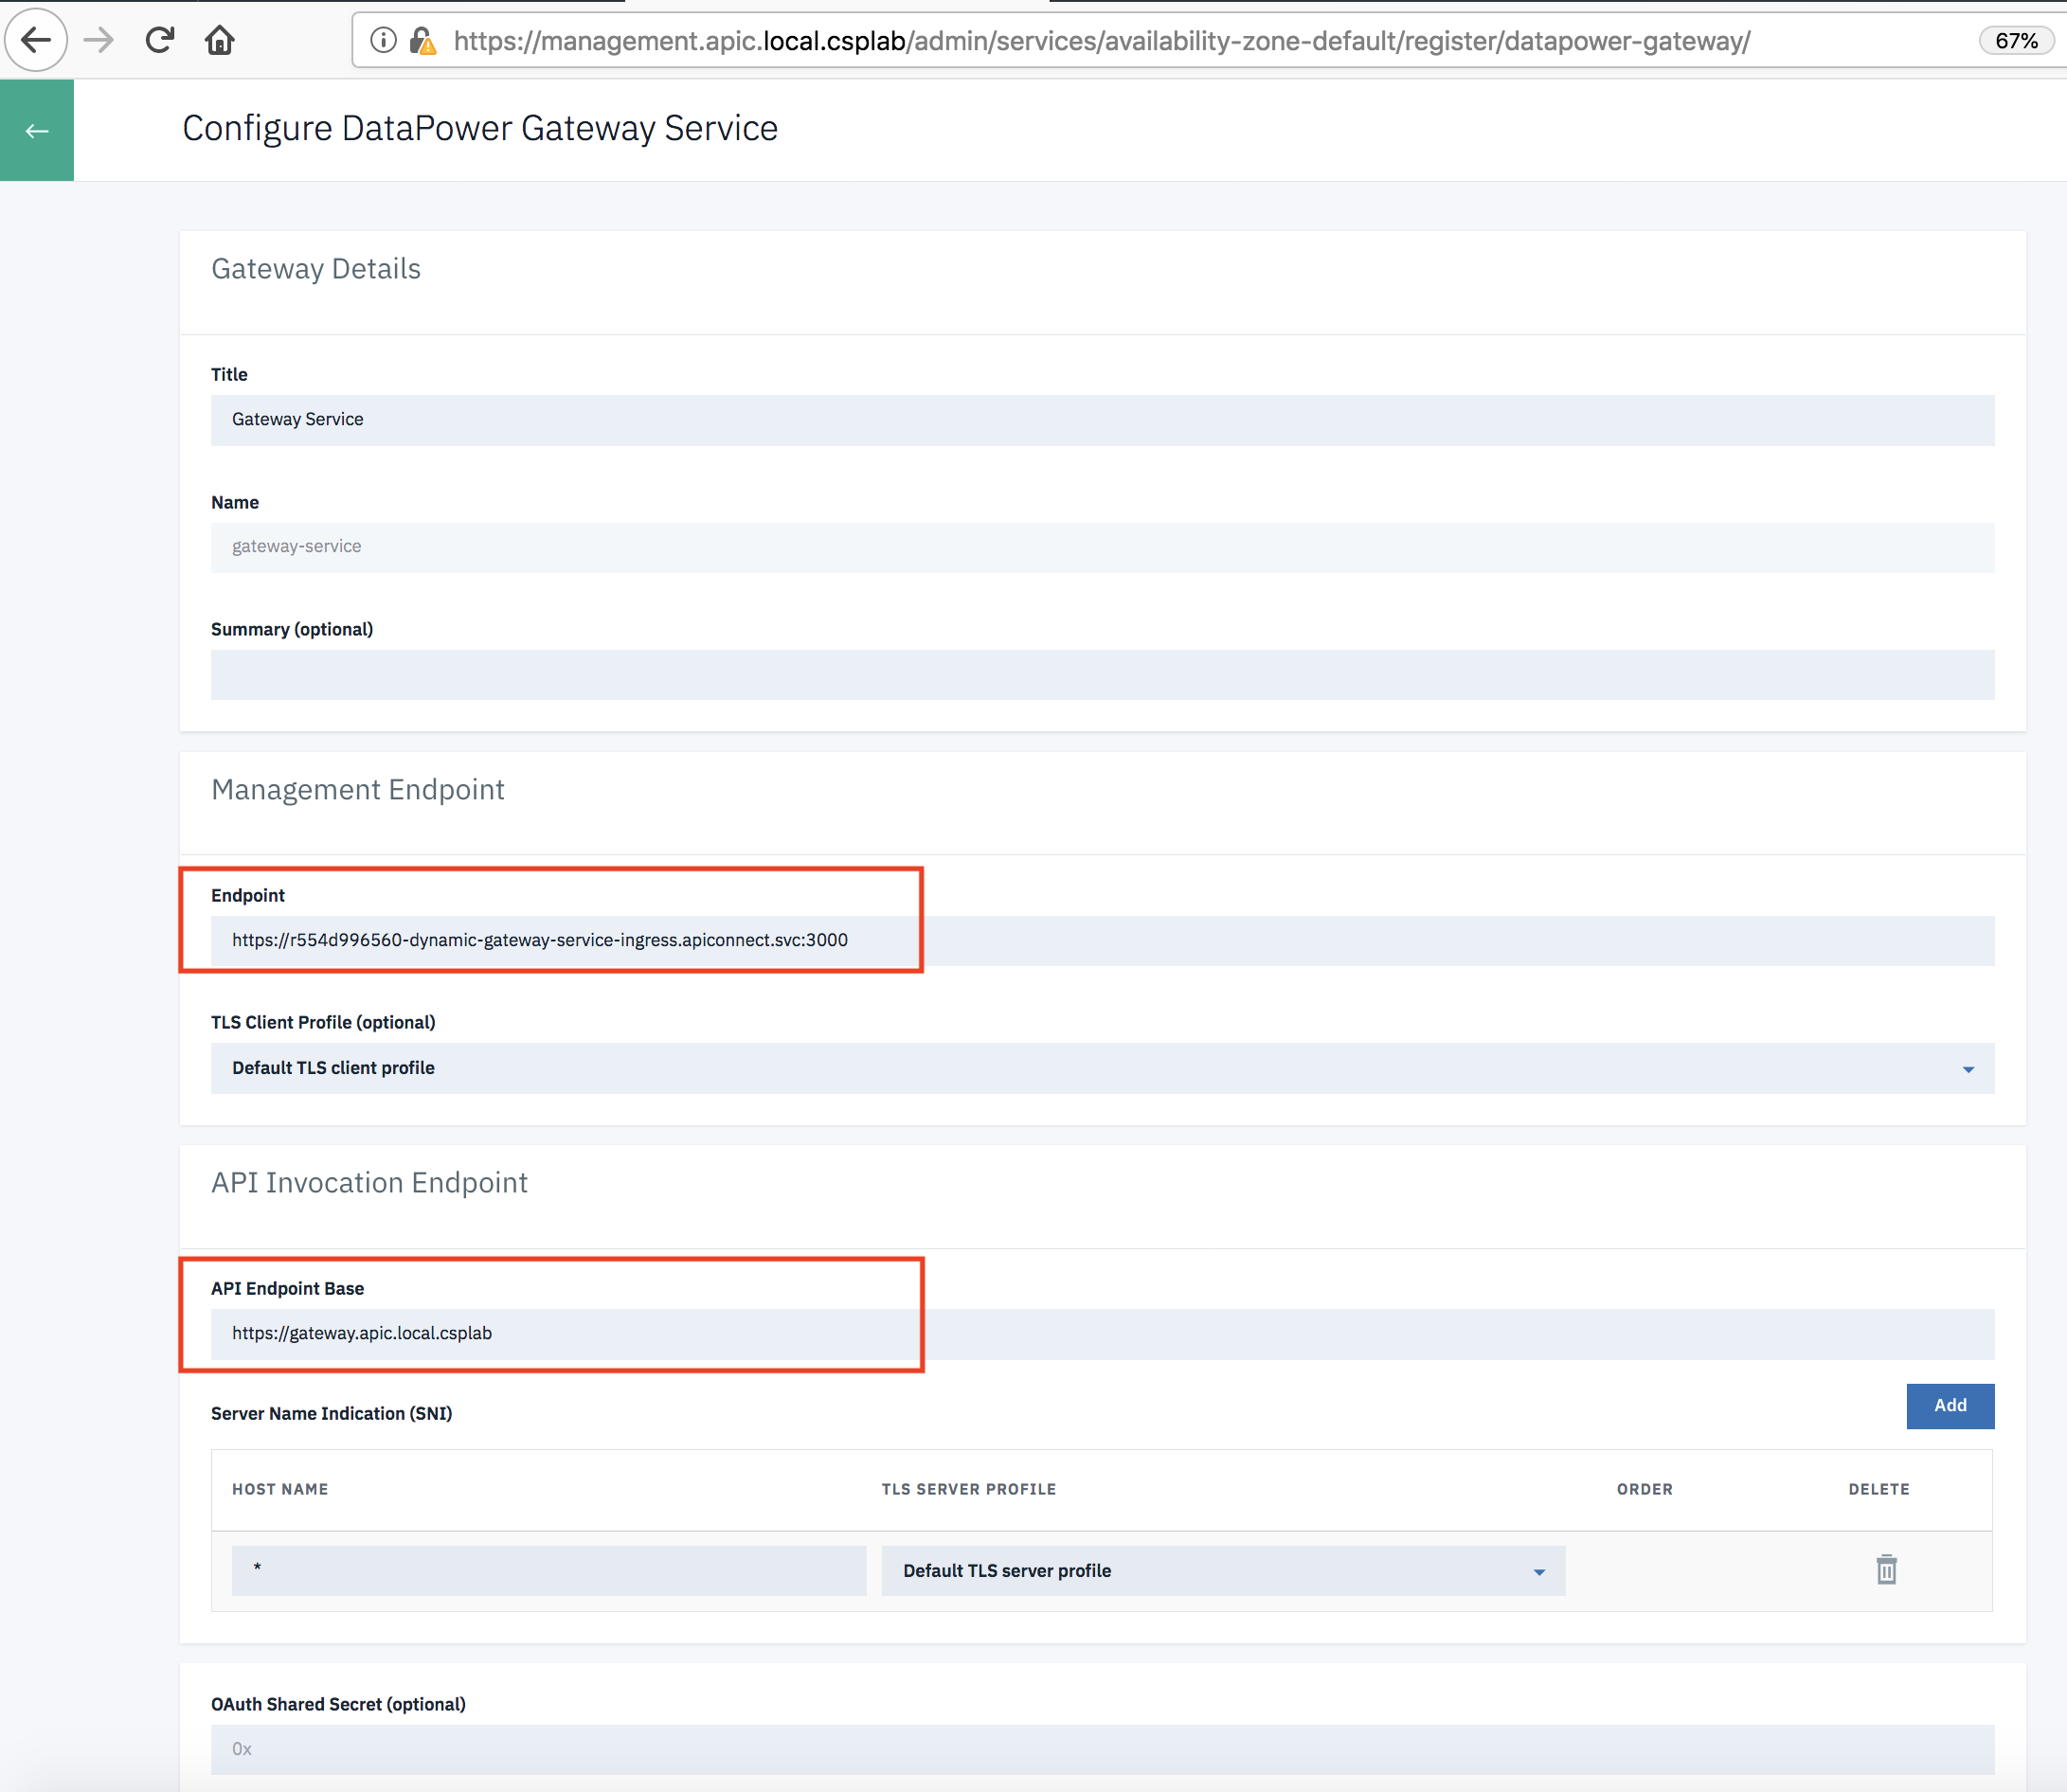 https://management.apic.local.csplab/admin/services/availability-zone-default/register/datapower-gateway/ 67%
Configure DataPower Gateway Service
Gateway Details
Title
Gateway Service
Name
gateway-service
Summary (optional)
Management Endpoint
Endpoint
https://r554d996560-dynamic-gateway-service-ingress.apiconnect.svc:3000
TLS Client Profile (optional)
Default TLS client profile
API Invocation Endpoint
API Endpoint Base
https://gateway.apic.local.csplab
Server Name Indication (SNI) Add
HOST NAME TLS SERVER PROFILE ORDER DELETE
* Default TLS server profile
OAuth Shared Secret (optional)
0x